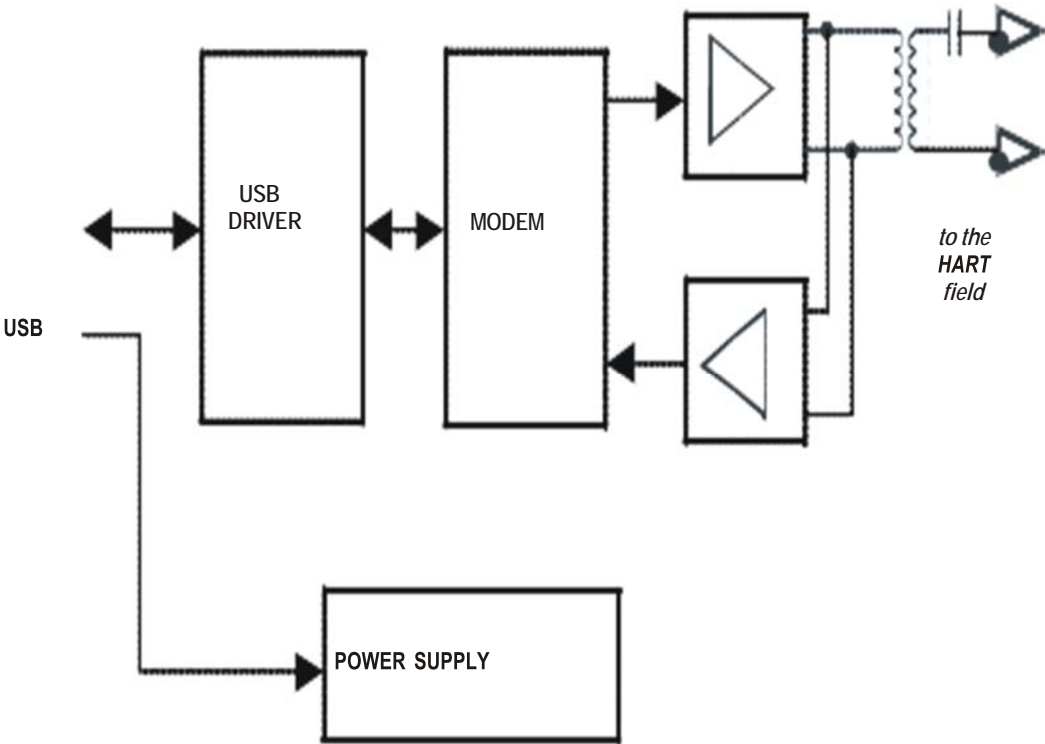 USB
DRIVER
MODEM
to the
HART
field
USB
POWER SUPPLY